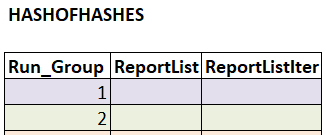 HASHOFHASHES
Run_Group ReportList ReportListIter
1
2